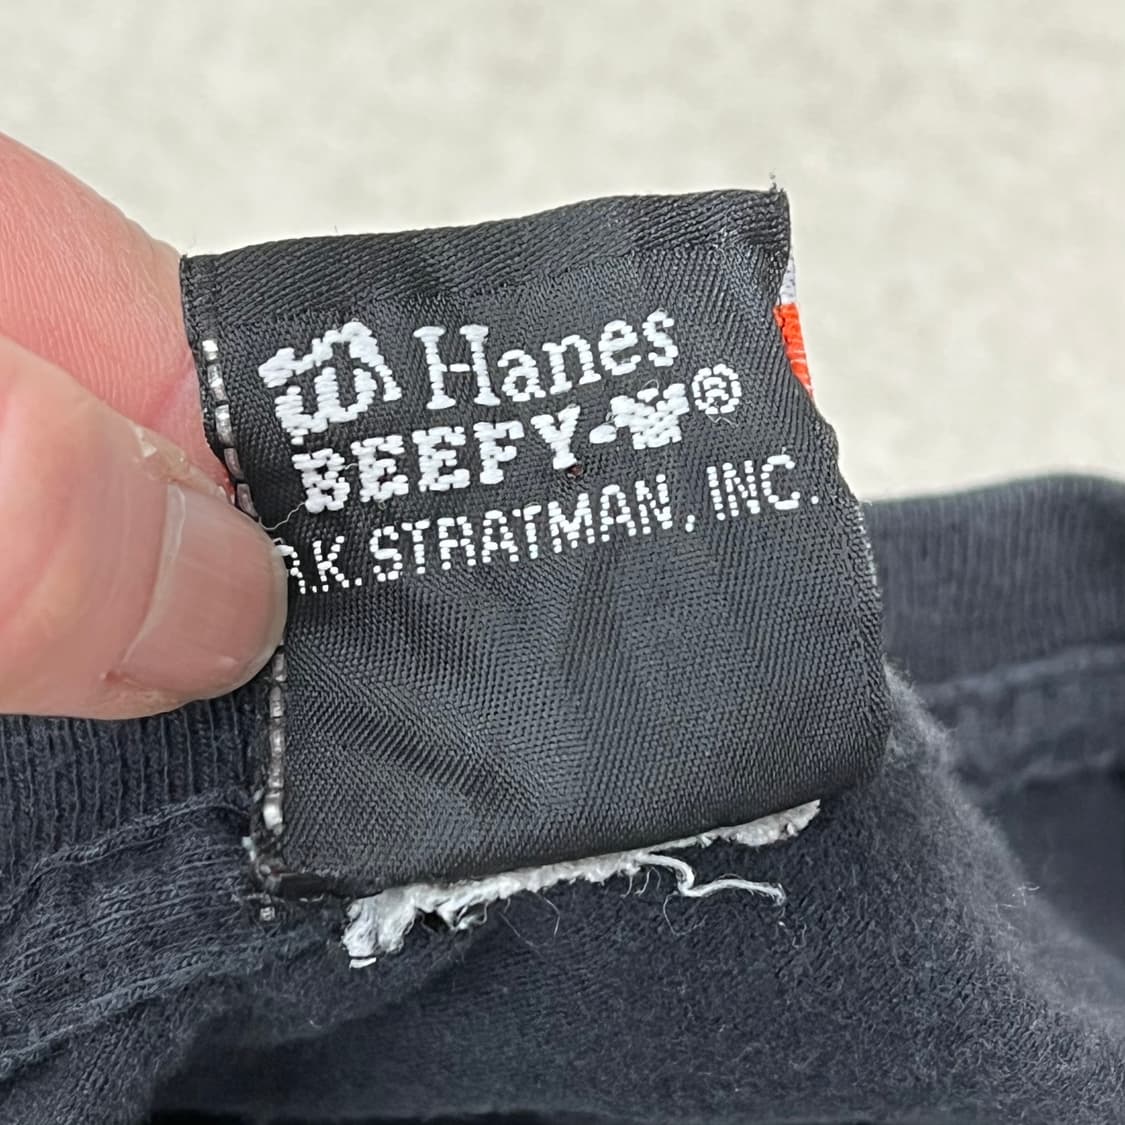 Hanes
BEEFY-T®
R.K. STRATMAN, INC.